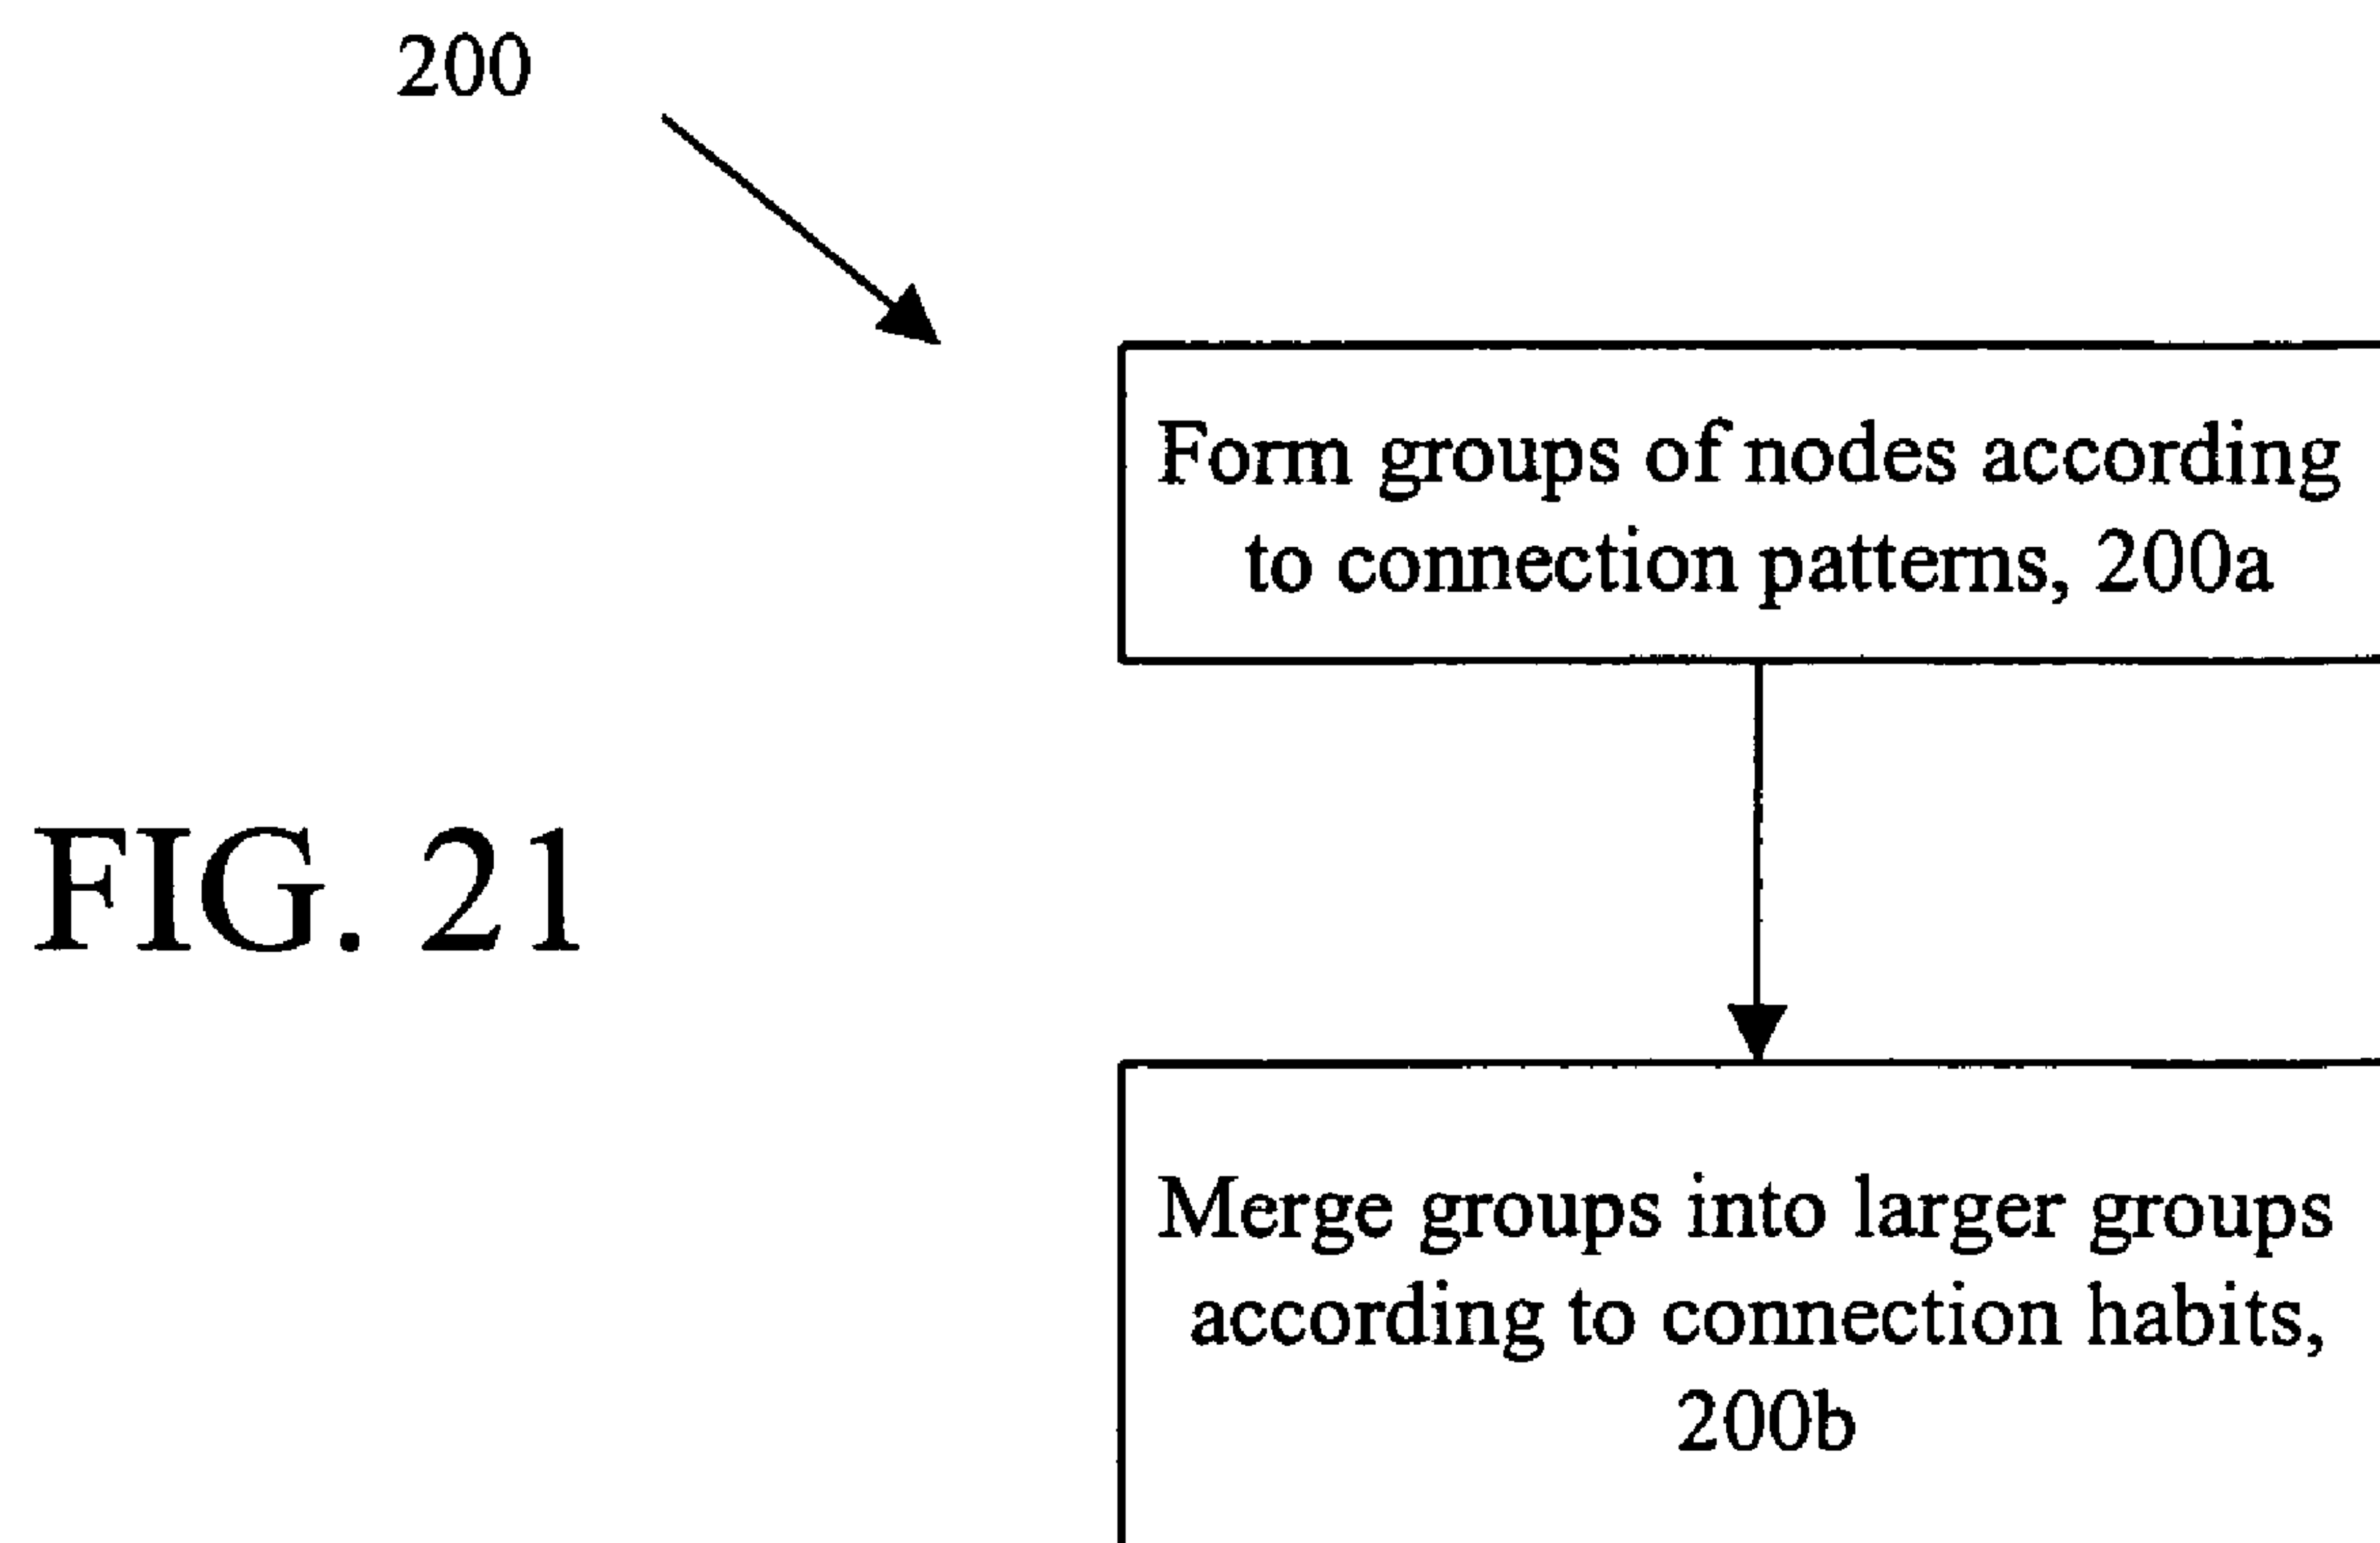 200
Form groups of nodes according
to connection patterns, 200a
FIG. 21
Merge groups into larger groups
according to connection habits,
200b